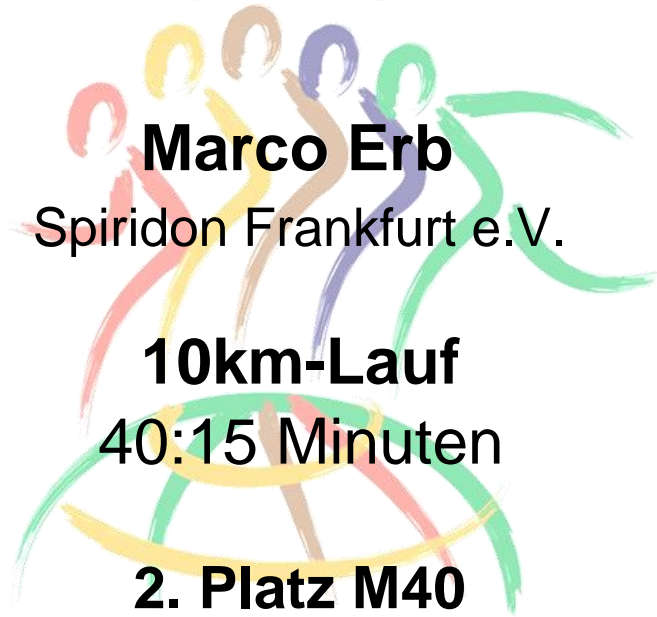 Marco Erb
Spiridon Frankfurt e.V.
10km-Lauf
40:15 Minuten
2. Platz M40